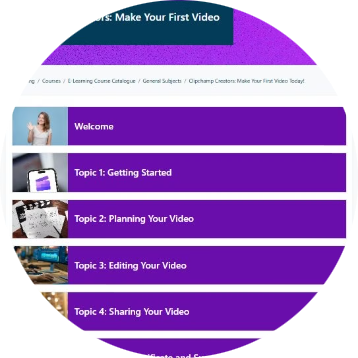 Make Your First Video
/ Courses / E-Learning Course Catalogue / General Subjects / Clipchamp Creators: Make Your First Video Today!
Welcome
Topic 1: Getting Started
Topic 2: Planning Your Video
Topic 3: Editing Your Video
Topic 4: Sharing Your Video
and